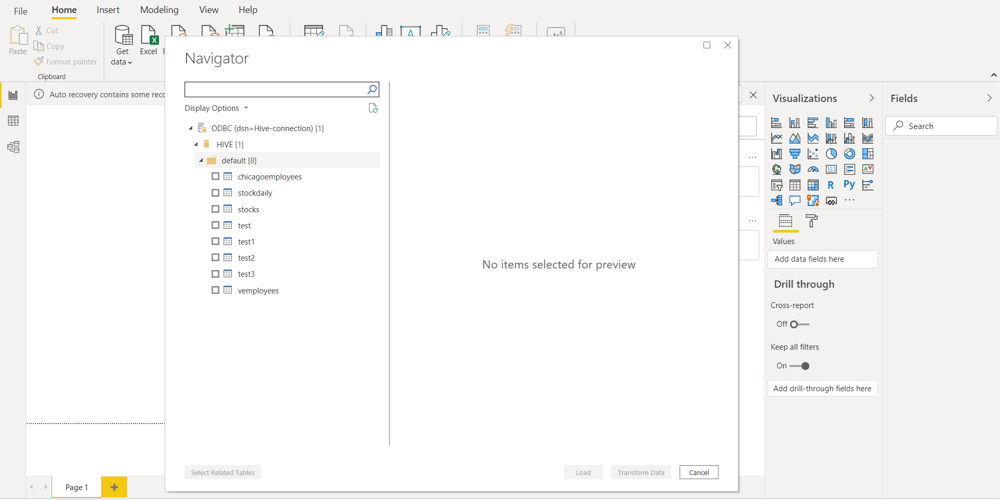 File
Home
Insert
Modeling
View
Help
Paste
Cut
Copy
Format painter
Clipboard
Get
data
Excel
Auto recovery contains some reco
Navigator
Display Options
ODBC (dsn=Hive-connection) [1]
HIVE [1]
default [8]
chicagoemployees
stockdaily
stocks
test
test1
test2
test3
vemployees
No items selected for preview
Select Related Tables
Load
Transform Data
Cancel
Visualizations
123
R
Py
...
Values
Add data fields here
Drill through
Cross-report
Off
Keep all filters
On
Add drill-through fields here
Fields
Search
Page 1